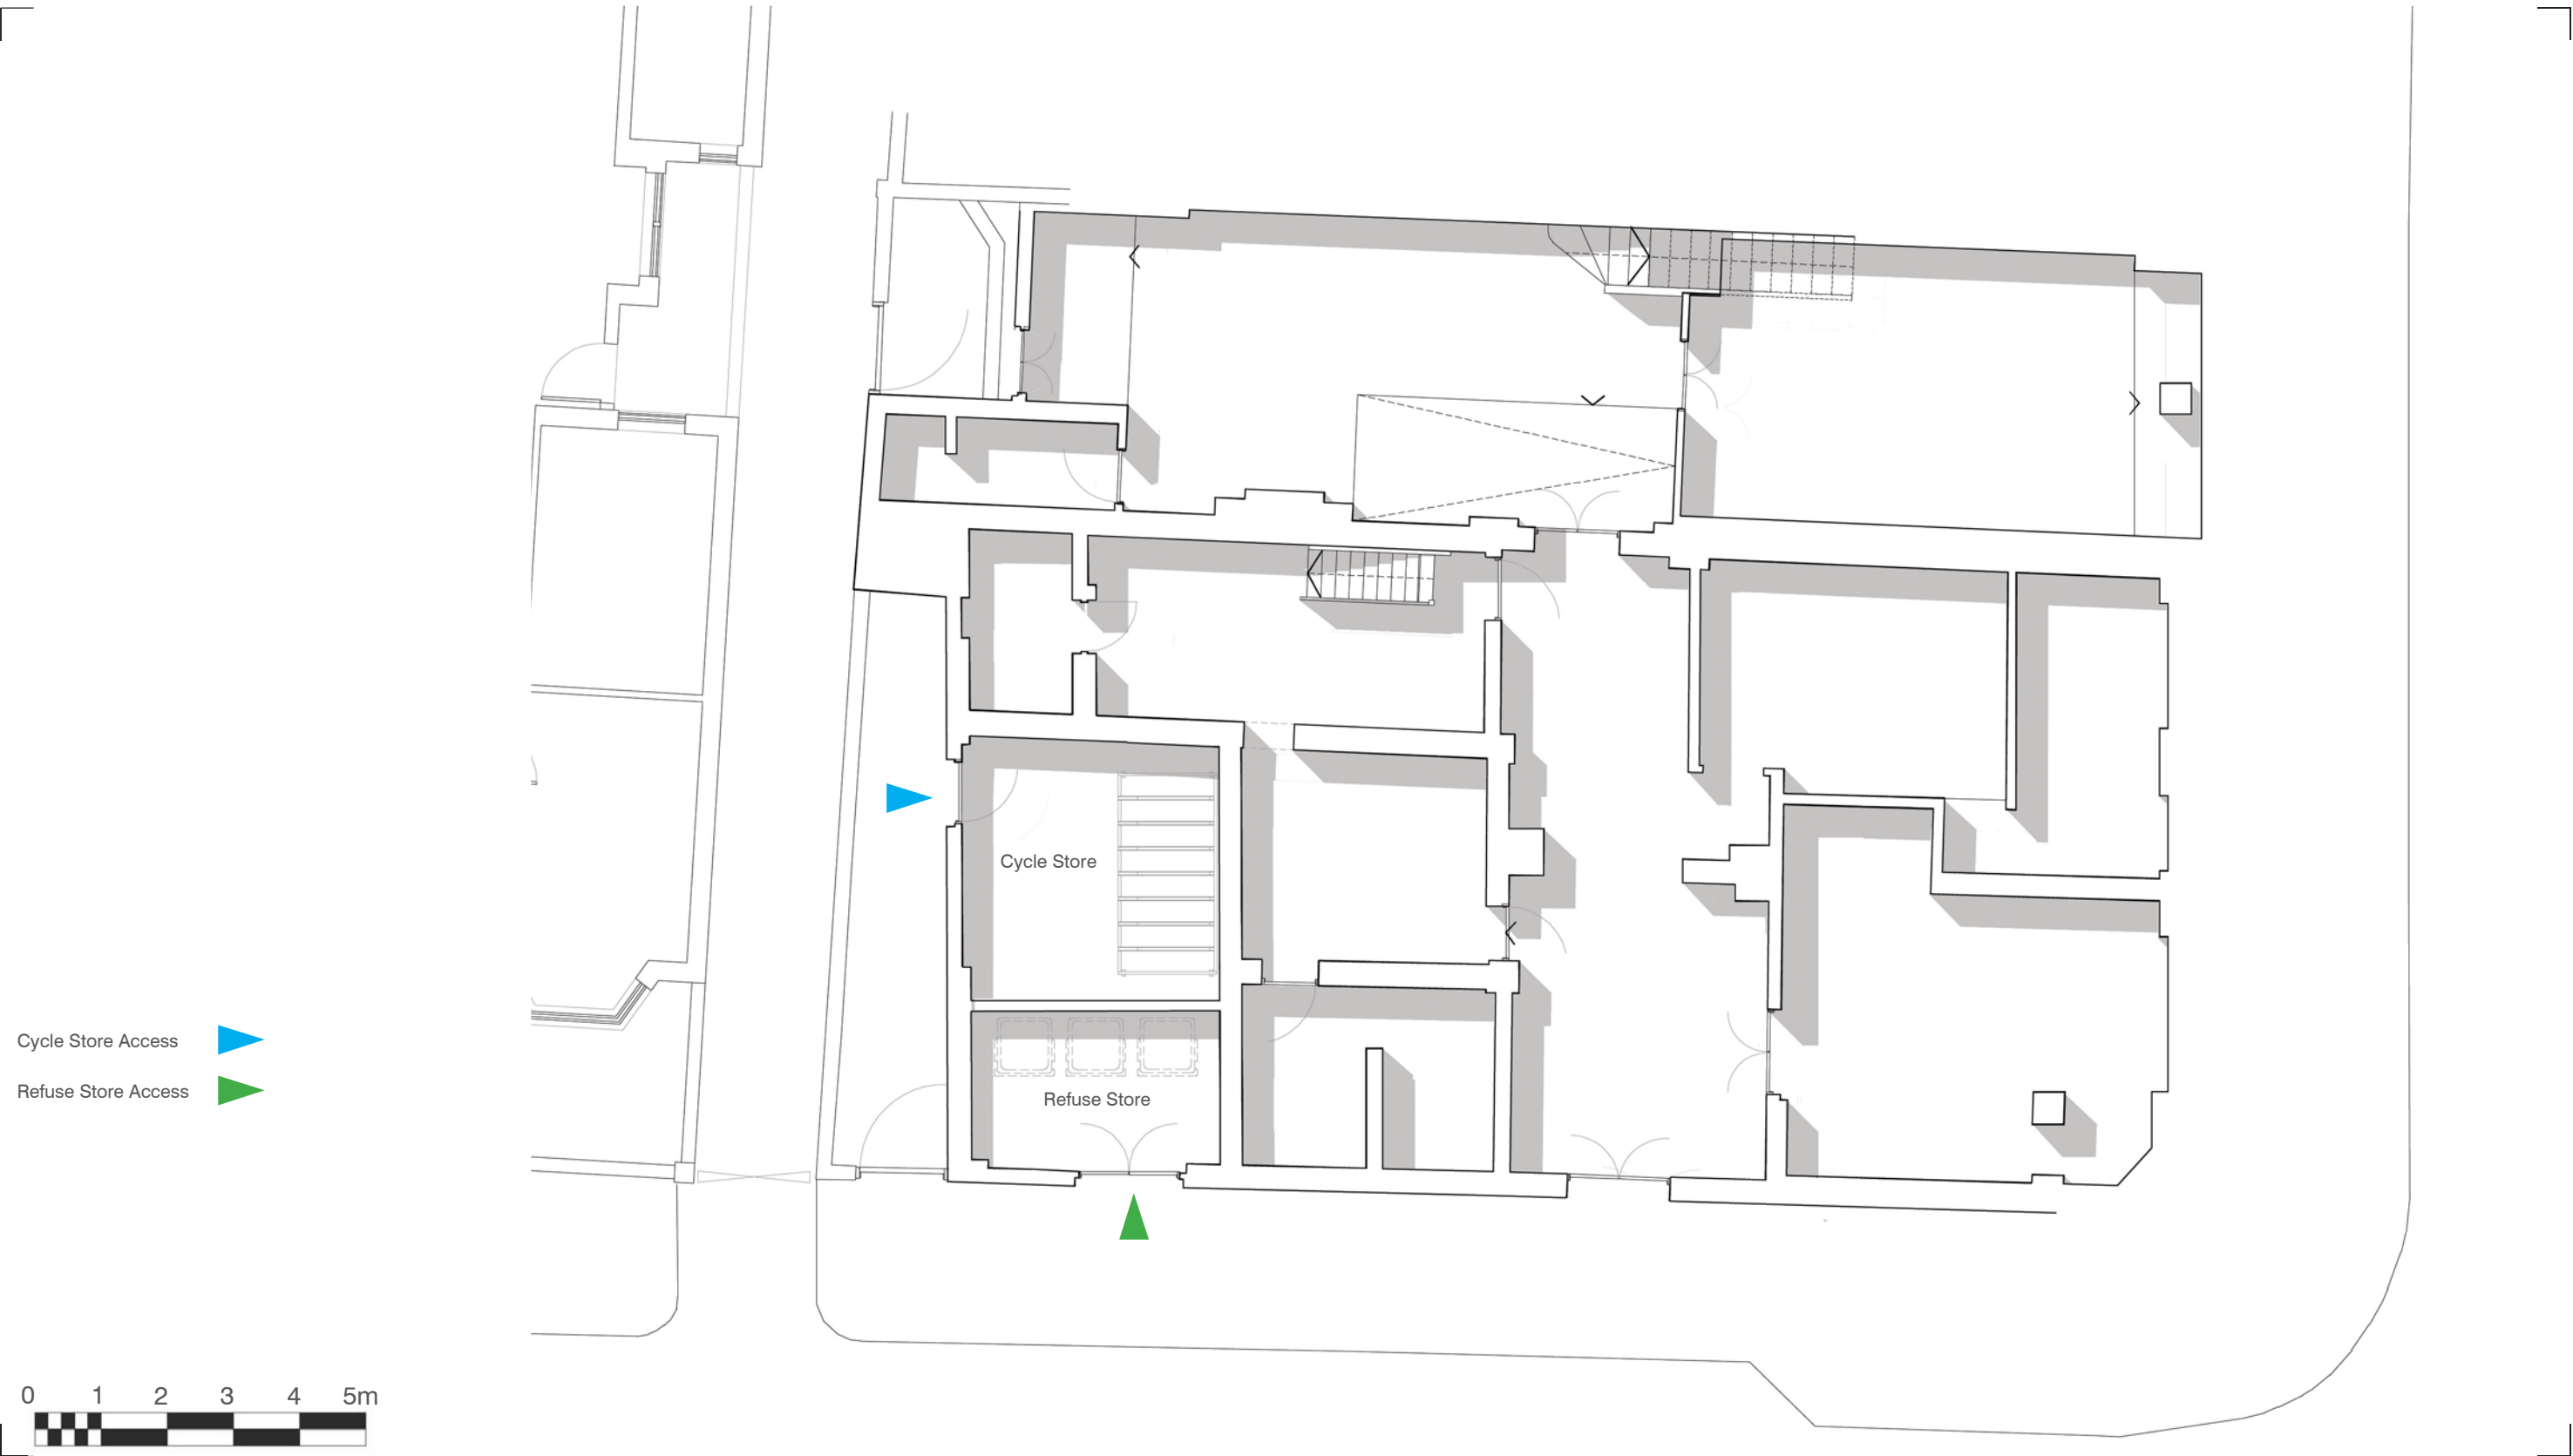 Cycle Store
Cycle Store Access
Refuse Store Access
Refuse Store
0 1 2 3 4 5m